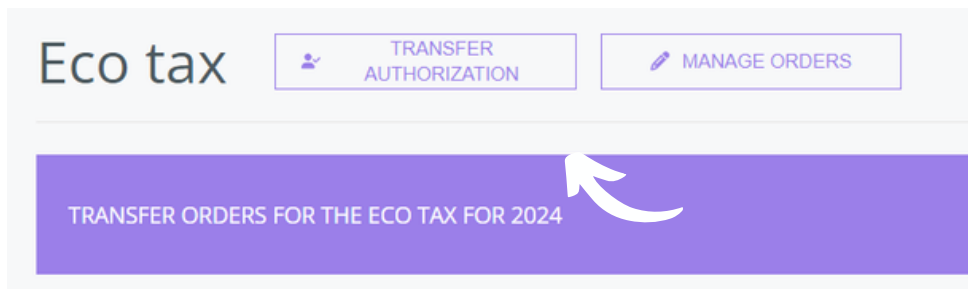 Eco tax
TRANSFER
AUTHORIZATION
MANAGE ORDERS
TRANSFER ORDERS FOR THE ECO TAX FOR 2024